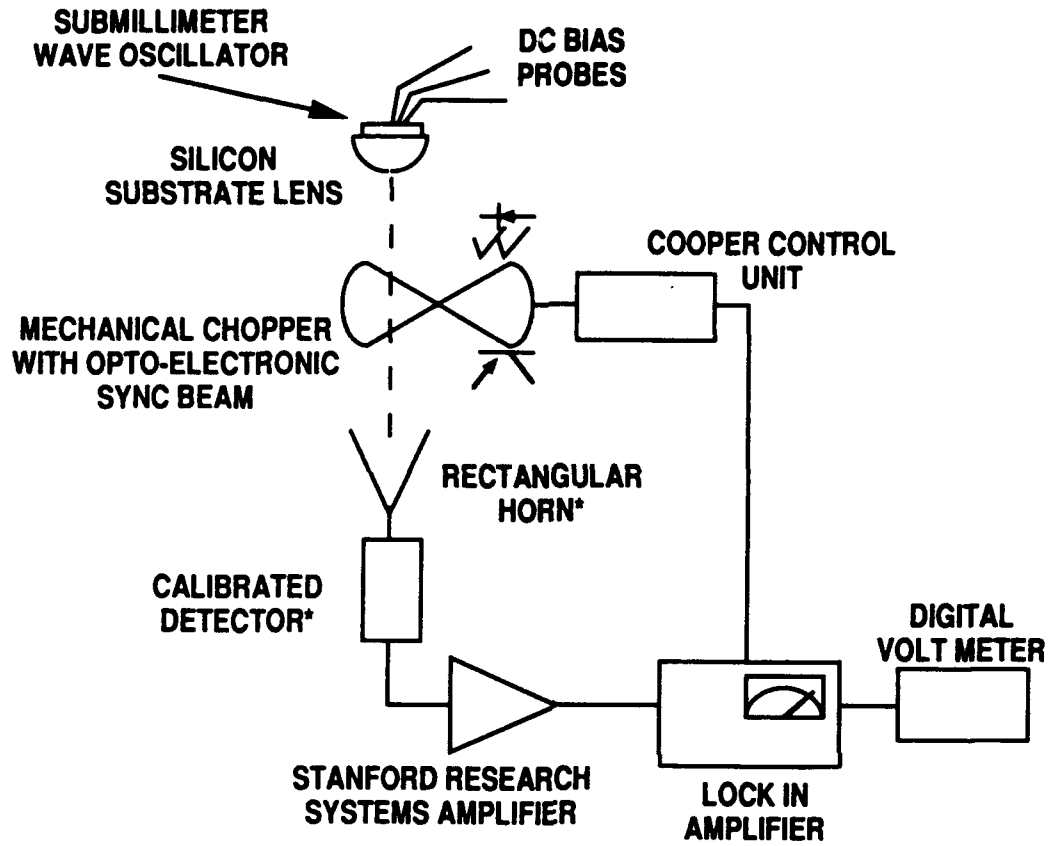 SUBMILLIMETER
WAVE OSCILLATOR
DC BIAS
PROBES
SILICON
SUBSTRATE LENS
COOPER CONTROL
UNIT
MECHANICAL CHOPPER
WITH OPTO-ELECTRONIC
SYNC BEAM
RECTANGULAR
HORN*
CALIBRATED
DETECTOR*
DIGITAL
VOLT METER
STANFORD RESEARCH
SYSTEMS AMPLIFIER
LOCK IN
AMPLIFIER